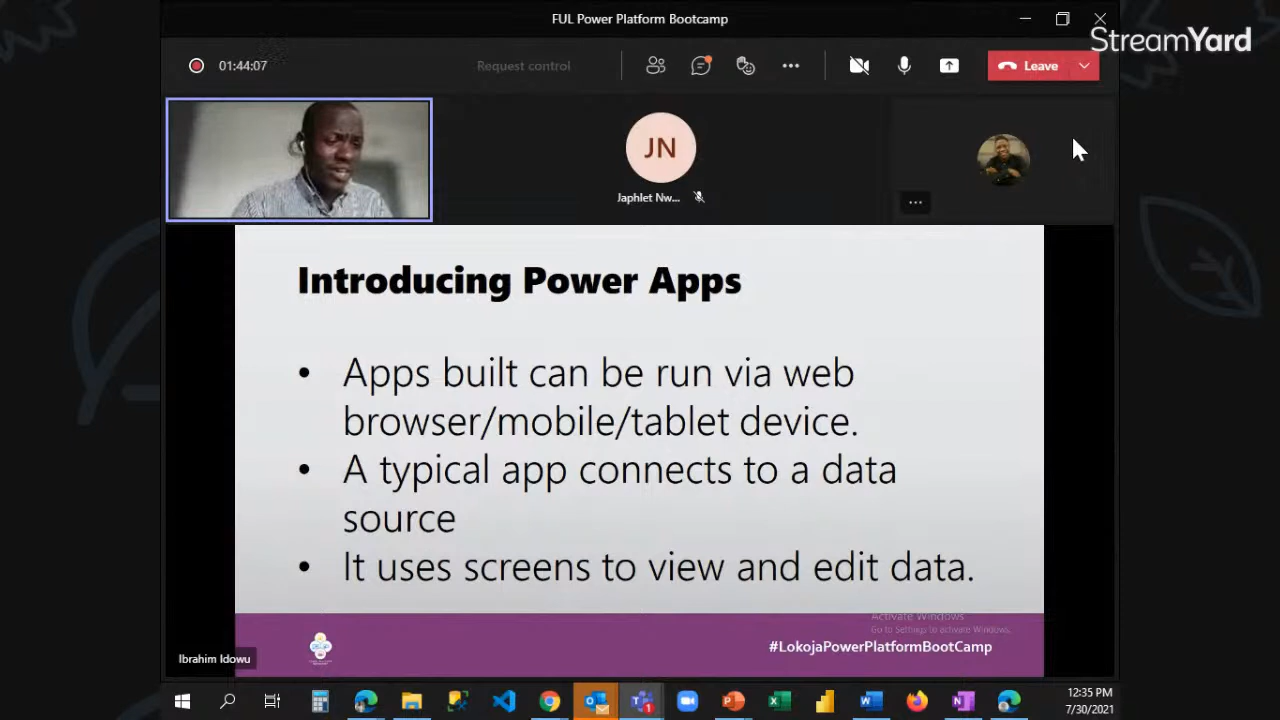 FUL Power Platform Bootcamp
StreamYard
01:44:07
Request control
Leave
JN
Japhlet Nw...
Introducing Power Apps
• Apps built can be run via web
browser/mobile/tablet device.
• A typical app connects to a data
source
• It uses screens to view and edit data.
Activate Windows
Go to Settings to activate Windows.
#LokojaPowerPlatformBootCamp
Ibrahim Idowu
12:35 PM
7/30/2021